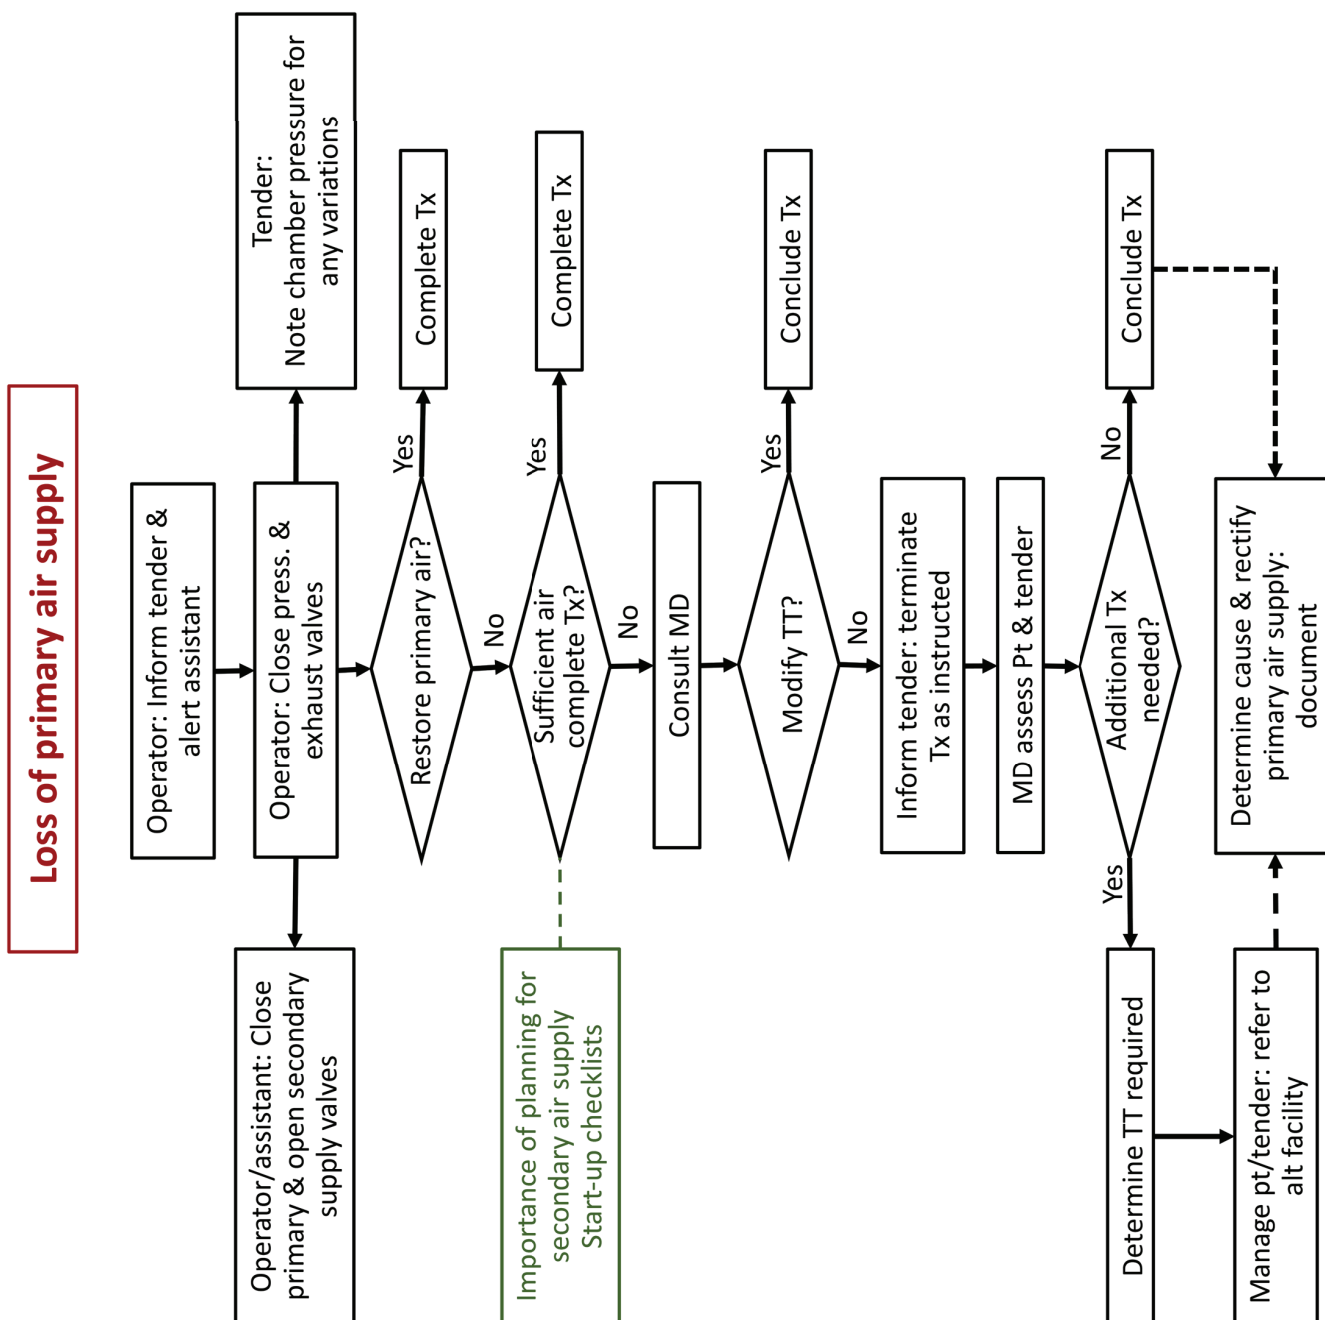 Loss of primary air supply
Operator: Inform tender &
alert assistant
Operator/assistant: Close
primary & open secondary
supply valves
Operator: Close press. &
exhaust valves
Tender:
Note chamber pressure for
any variations
Restore primary air?
Yes
Complete Tx
No
Importance of planning for
secondary air supply
Start-up checklists
Sufficient air
complete Tx?
Yes
Complete Tx
No
Consult MD
Modify TT?
Yes
Conclude Tx
No
Inform tender: terminate
Tx as instructed
MD assess Pt & tender
Additional Tx
needed?
Yes
No
Determine TT required
Conclude Tx
Manage pt/tender: refer to
alt facility
Determine cause & rectify
primary air supply:
document